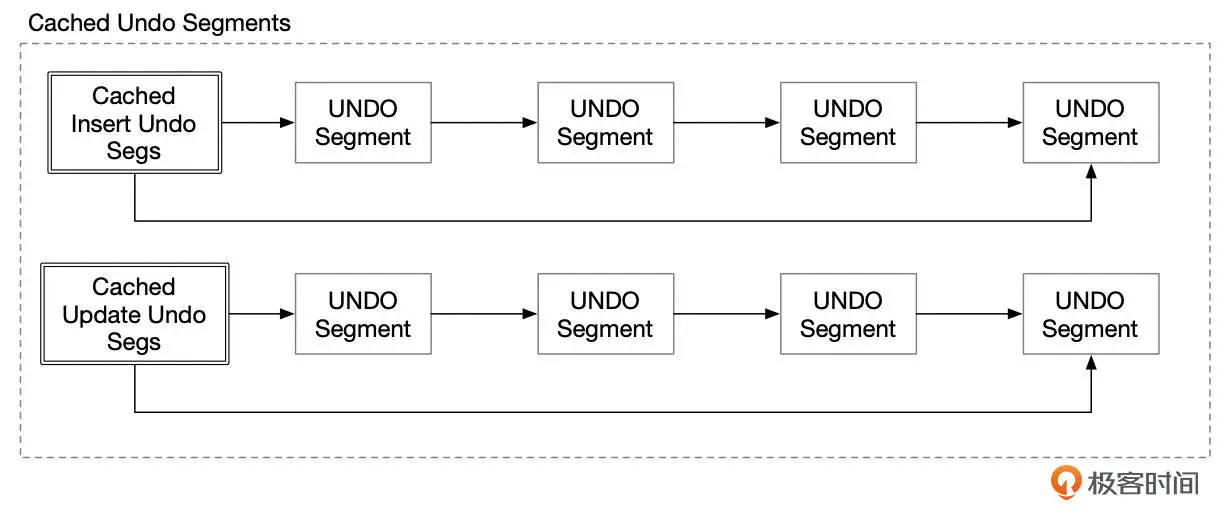 Cached Undo Segments
Cached
Insert Undo
Segs
UNDO
Segment
UNDO
Segment
UNDO
Segment
UNDO
Segment
Cached
Update Undo
Segs
UNDO
Segment
UNDO
Segment
UNDO
Segment
UNDO
Segment
极客时间